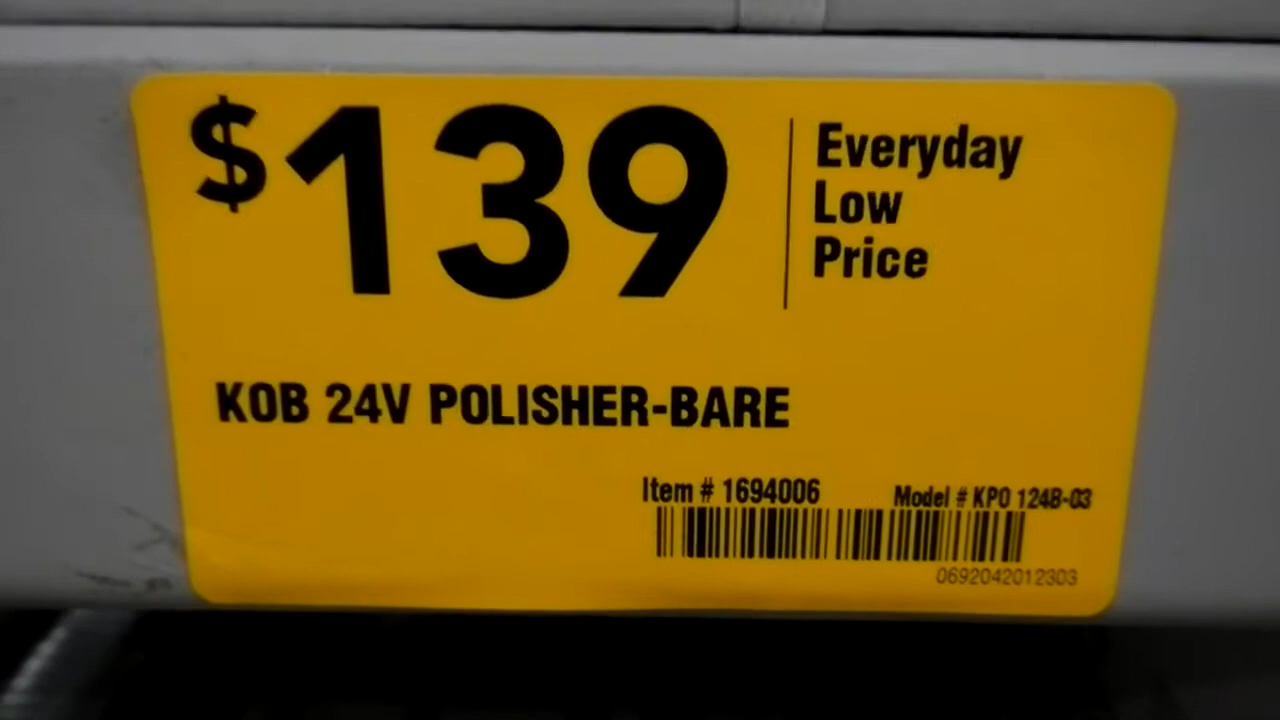 $139
Everyday
Low
Price
KOB 24V POLISHER-BARE
Item # 1694006
Model # KPO 124B-03
0692042012303